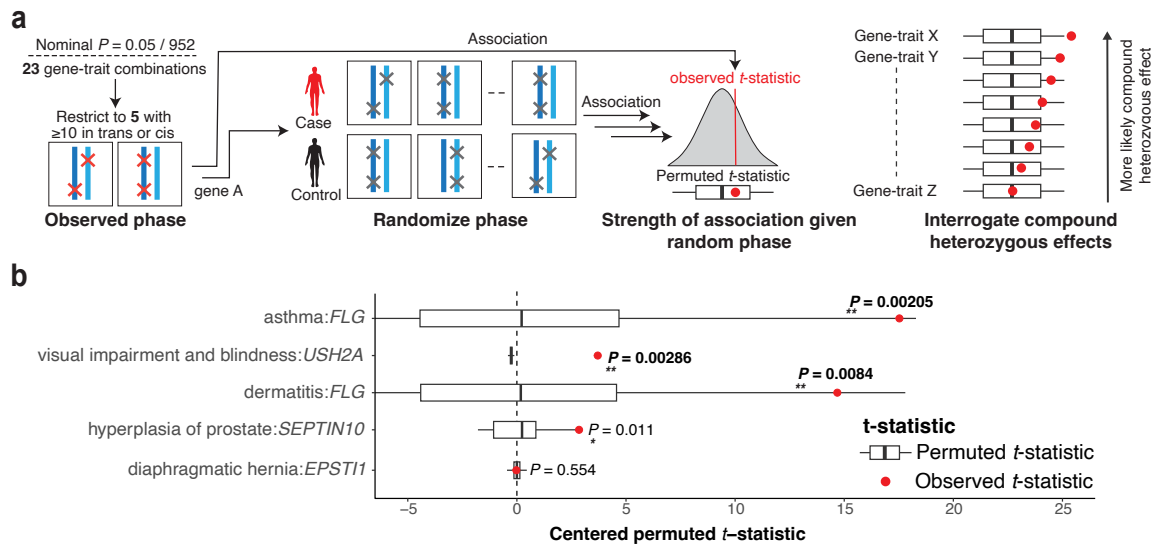 a
Nominal P = 0.05 / 952
23 gene-trait combinations
Restrict to 5 with
≥10 in trans or cis
gene A
Observed phase
Association
Case
Control
Randomize phase
Association
observed t-statistic
Permuted t-statistic
Strength of association given
random phase
Gene-trait X
Gene-trait Y
Gene-trait Z
More likely compound
heterozygous effect
Interrogate compound
heterozygous effects
b
asthma:FLG
P = 0.00205
**
visual impairment and blindness:USH2A
P = 0.00286
**
dermatitis:FLG
P = 0.0084
**
hyperplasia of prostate:SEPTIN10
P = 0.011
*
diaphragmatic hernia:EPSTI1
P = 0.554
t-statistic
Permuted t-statistic
Observed t-statistic
−5 0 5 10 15 20 25
Centered permuted t−statistic